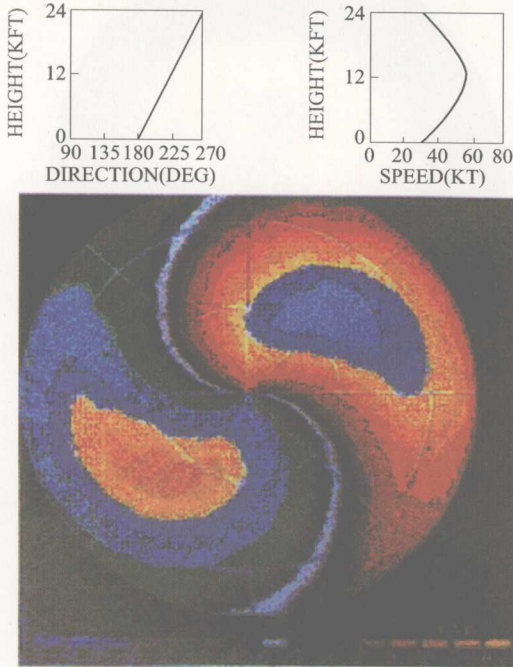 24
12
0
HEIGHT(KFT)
90 135 180 225 270
DIRECTION(DEG)
24
12
0
HEIGHT(KFT)
0 20 40 60 80
SPEED(KT)